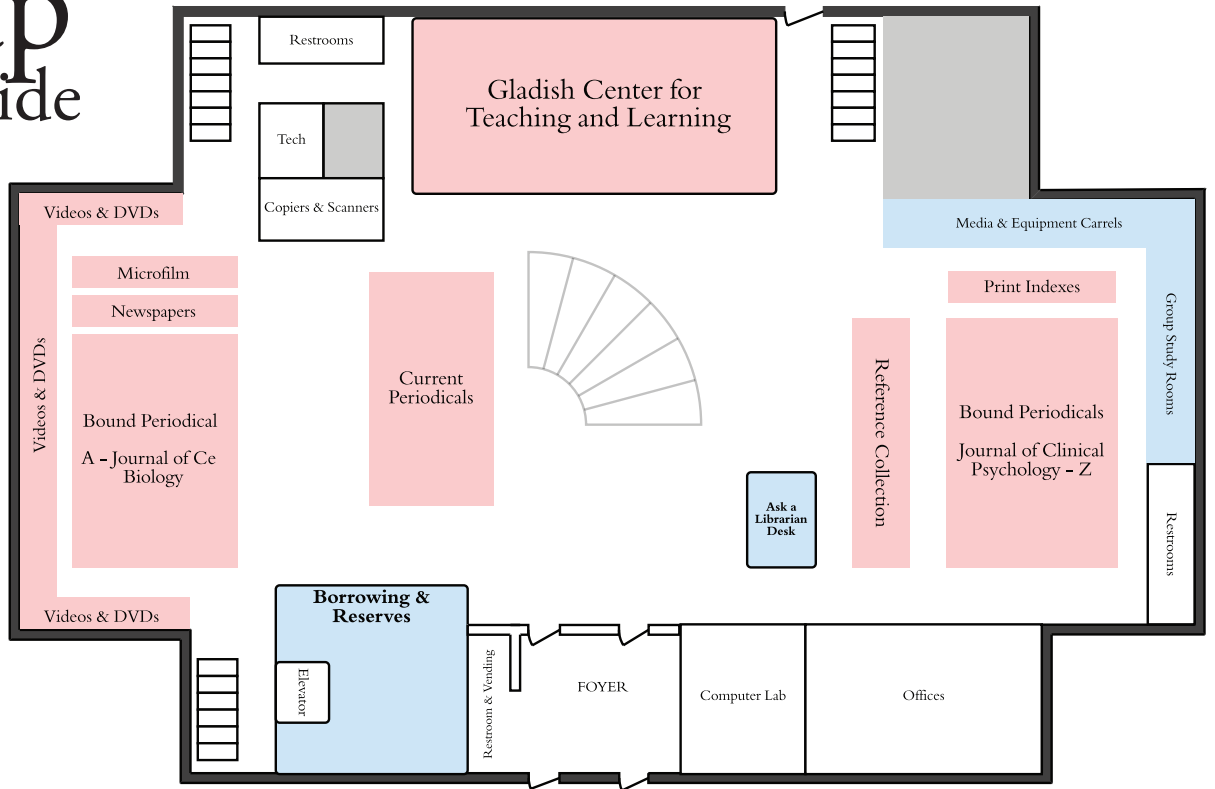 ide
Restrooms
Gladish Center for
Teaching and Learning
Tech
Copiers & Scanners
Videos & DVDs
Media & Equipment Carrels
Microfilm
Print Indexes
Newspapers
Group Study Rooms
Videos & DVDs
Current
Periodicals
Reference Collection
Bound Periodical
A - Journal of Ce
Biology
Bound Periodicals
Journal of Clinical
Psychology - Z
Ask a
Librarian
Desk
Restrooms
Videos & DVDs
Borrowing &
Reserves
Elevator
Restroom & Vending
FOYER
Computer Lab
Offices